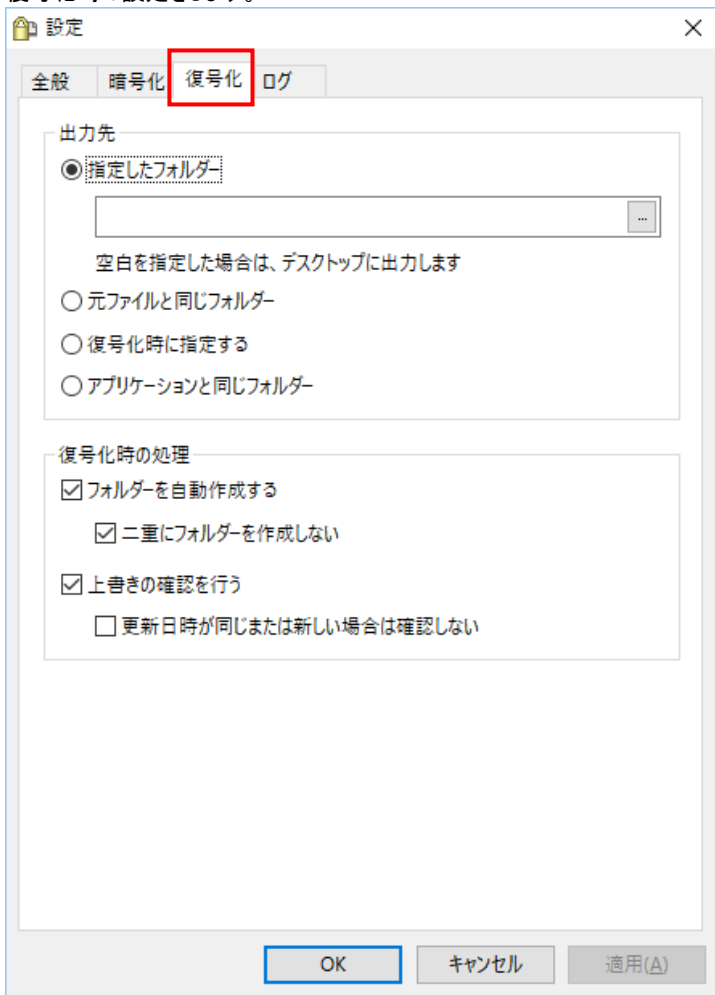 設定
全般 暗号化 復号化 ログ
出力先
指定したフォルダー
...
空白を指定した場合は、デスクトップに出力します
元ファイルと同じフォルダー
復号化時に指定する
アプリケーションと同じフォルダー
復号化時の処理
フォルダーを自動作成する
二重にフォルダーを作成しない
上書きの確認を行う
更新日時が同じまたは新しい場合は確認しない
OK キャンセル 適用(A)